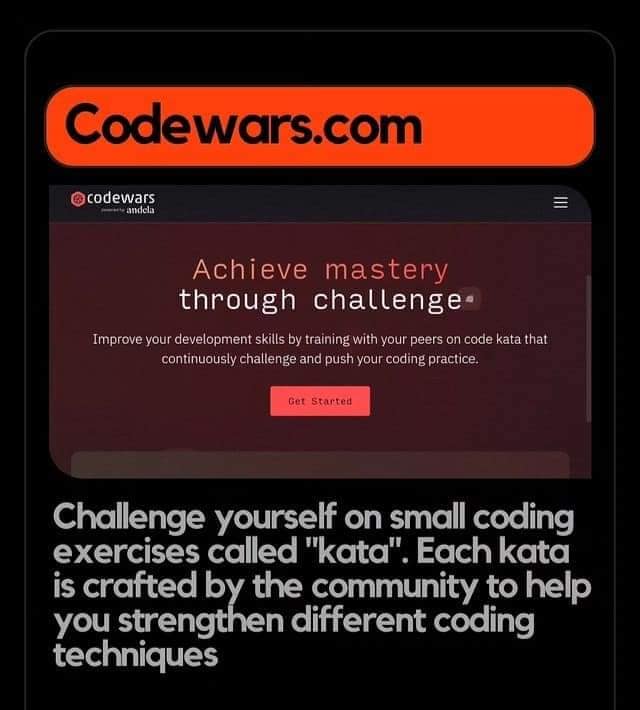 Codewars.com
codewars
powered by andela
Achieve mastery
through challenge
Improve your development skills by training with your peers on code kata that
continuously challenge and push your coding practice.
Get Started
Challenge yourself on small coding
exercises called "kata". Each kata
is crafted by the community to help
you strengthen different coding
techniques